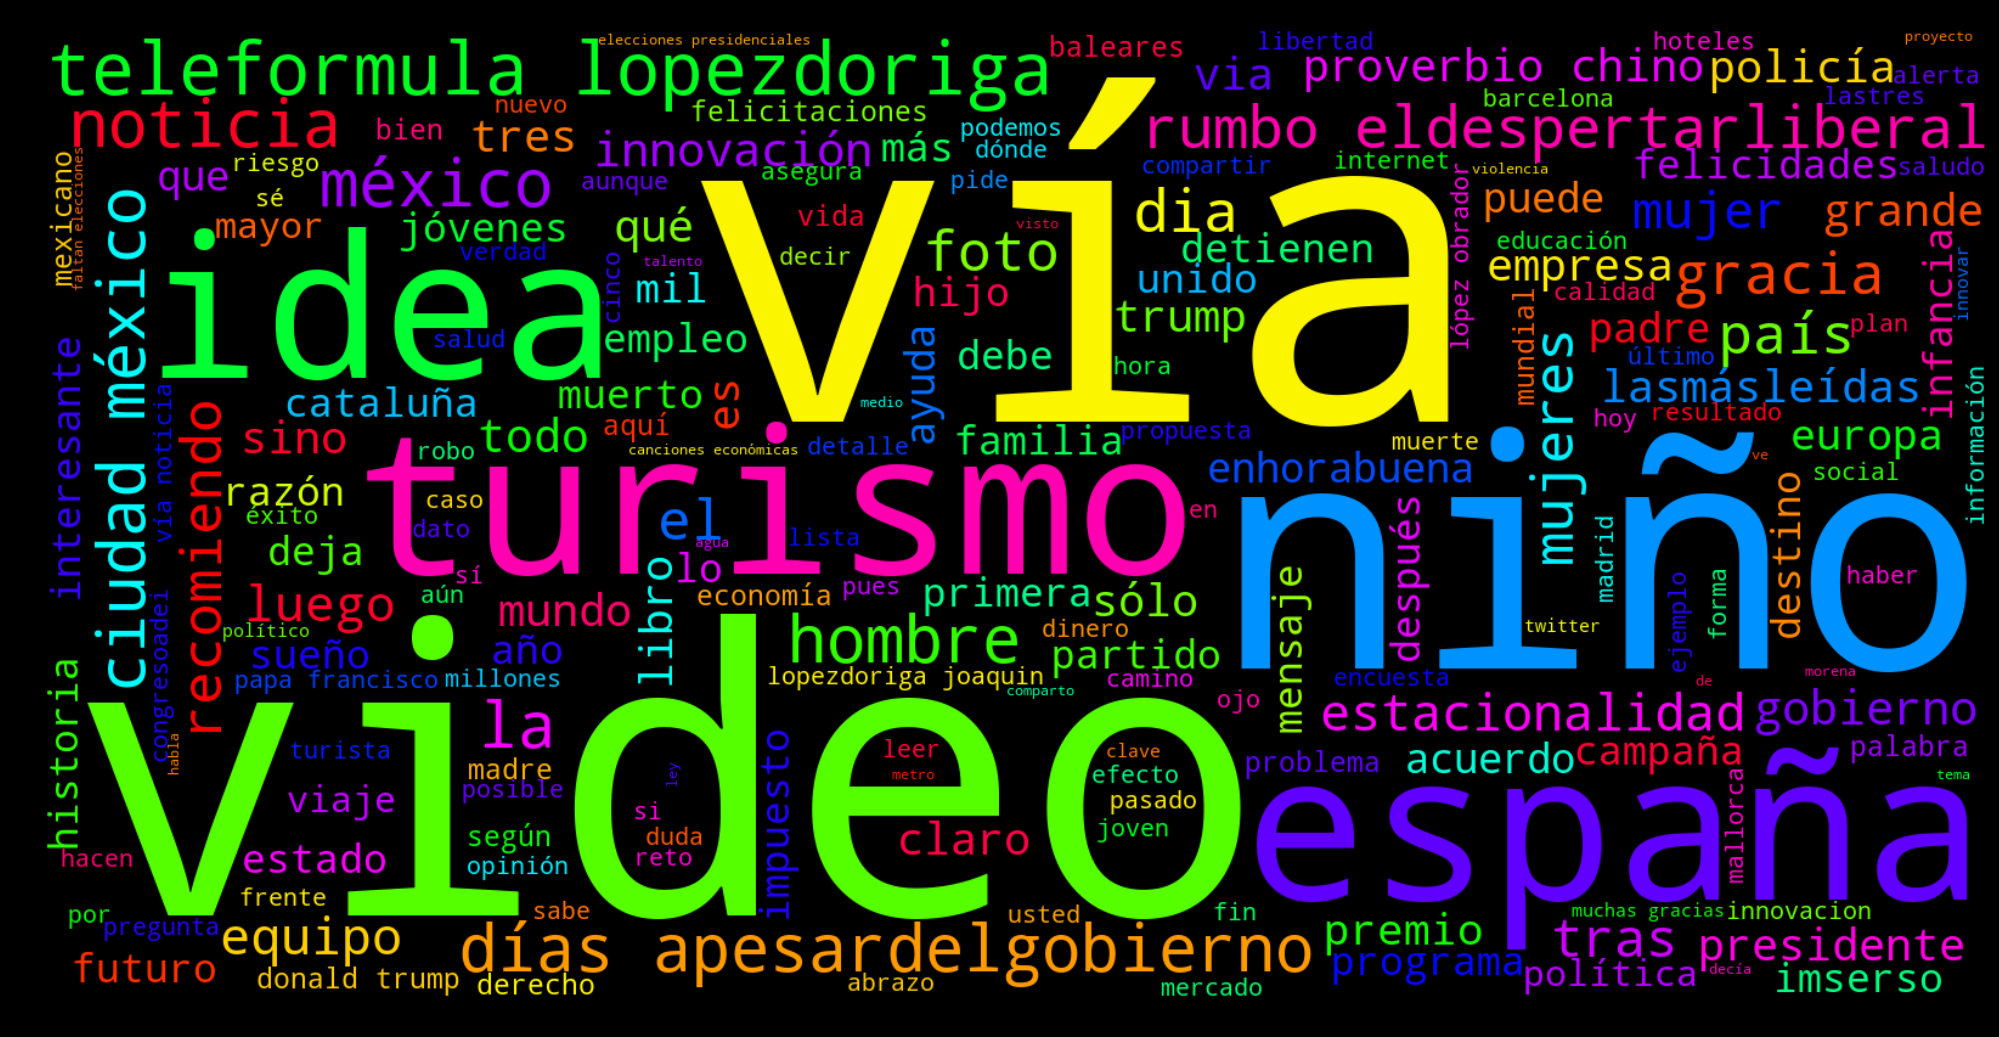 elecciones presidenciales
teleformula lopezdoriga
baleares
libertad
hoteles
proyecto
vía
via
proverbio chino
policía
alerta
noticia
nuevo
felicitaciones
barcelona
lastres
bien
tres
podemos
rumbo eldespertarliberal
mexicano
faltan elecciones
riesgo
innovación
más
dónde
que
méxico
aunque
asegura
pide
compartir
internet
violencia
felicidades
saludo
sé
ciudad méxico
mayor
jóvenes
qué
vida
visto
dia
lópez obrador
puede
mujer
grande
idea
verdad
cinco
talento
decir
foto
detienen
educación
infancia
innovar
mil
hijo
unido
empresa
gracia
calidad
salud
empleo
ayuda
trump
mundial
padre
país
plan
interesante
debe
hora
mujeres
último
información
vía noticia
cataluña
muerto
es
medio
lasmásleídas
recomiendo
sino
todo
aquí
familia
propuesta
muerte
hoy
resultado
europa
robo
turismo
canciones económicas
detalle
niño
enhorabuena
ve
social
razón
caso
éxito
dato
el
lista
en
después
madrid
destino
deja
sí
agua
lo
libro
pues
mensaje
haber
luego
aún
mundo
economía
primera
sólo
ejemplo
forma
congresoadei
político
hombre
dinero
twitter
historia
sueño
año
partido
papa francisco
millones
lopezdoriga joaquin
comparto
camino
encuesta
de
morena
video
ojo
habla
la
estacionalidad
gobierno
turista
impuesto
leer
clave
problema
acuerdo
campaña
palabra
madre
ley
metro
efecto
españa
mallorca
tema
viaje
posible
si
pasado
según
duda
claro
joven
hacen
estado
opinión
reto
frente
por
pregunta
sabe
usted
fin
muchas gracias
innovacion
equipo
días apesardelgobierno
premio
tras
presidente
futuro
donald trump
derecho
abrazo
mercado
programa
política
decía
imserso